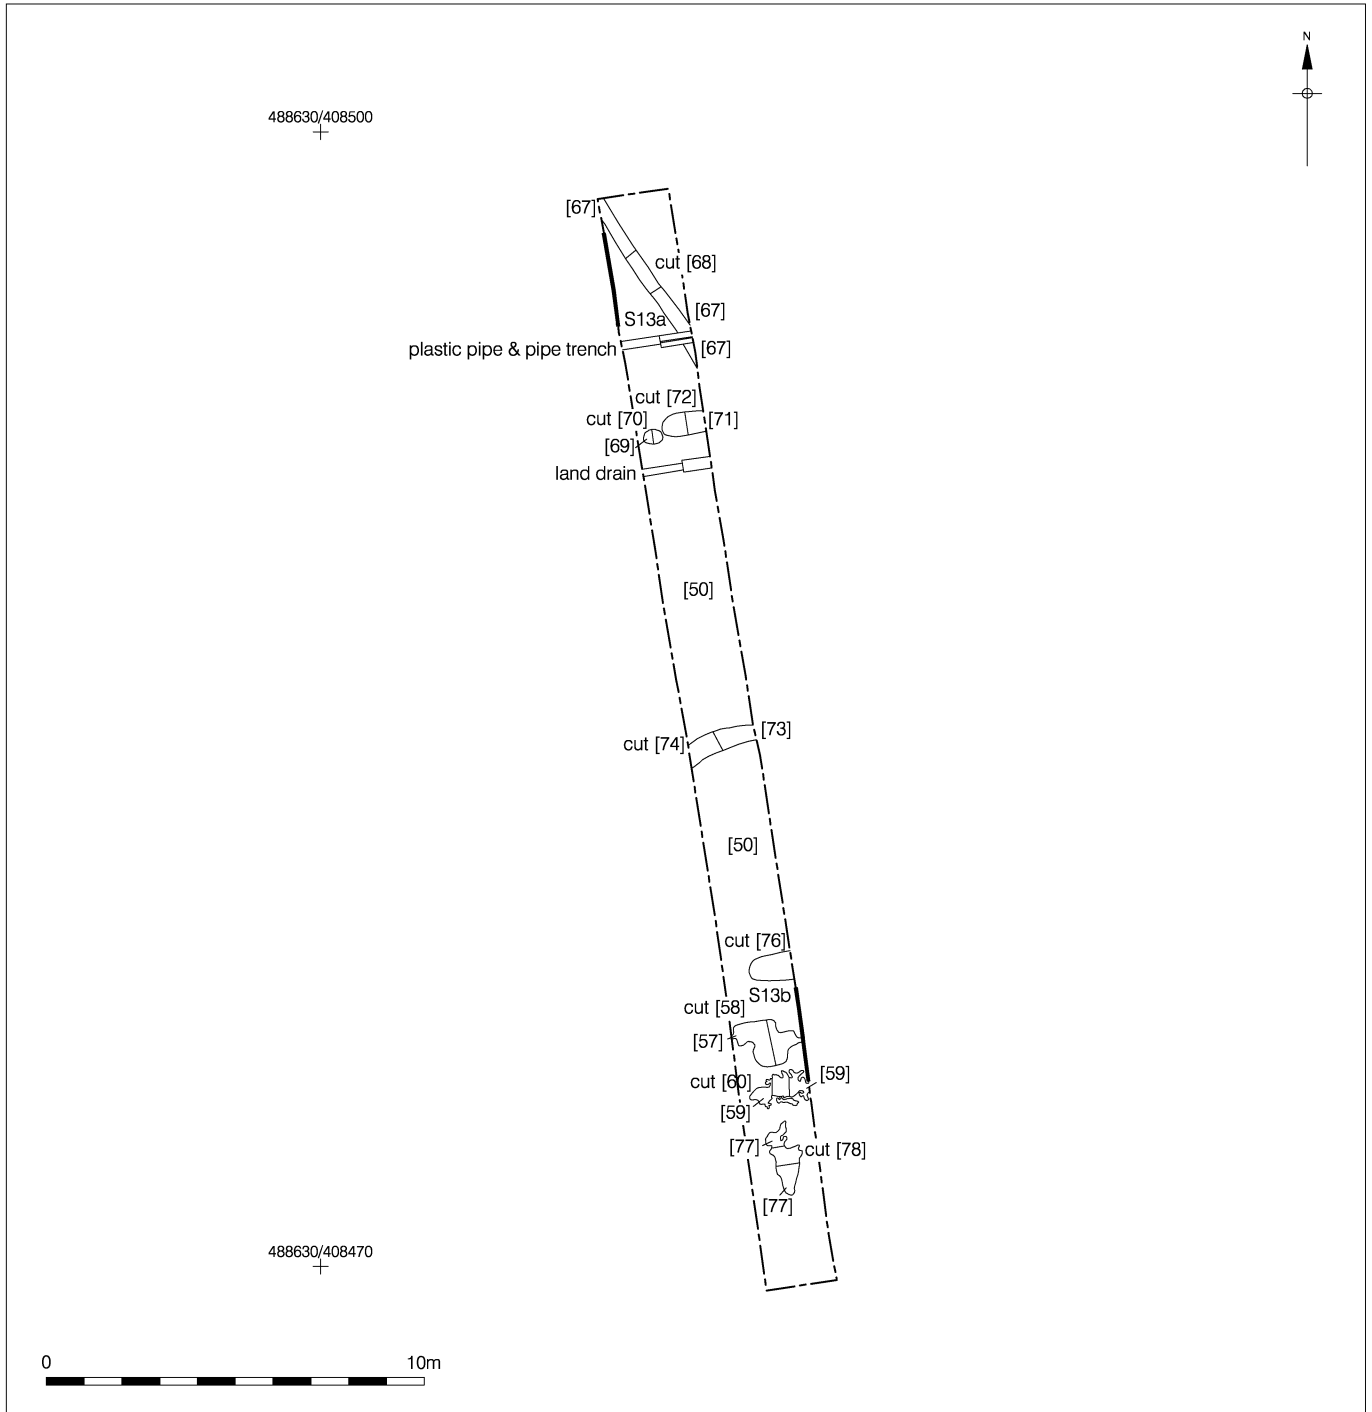 N
488630/408500
[67]
cut [68]
[67]
S13a
plastic pipe & pipe trench
[67]
cut [72]
cut [70]
[71]
[69]
land drain
[50]
[73]
cut [74]
[50]
cut [76]
S13b
cut [58]
[57]
[59]
cut [60]
[59]
[77]
cut [78]
[77]
488630/408470
0 10m